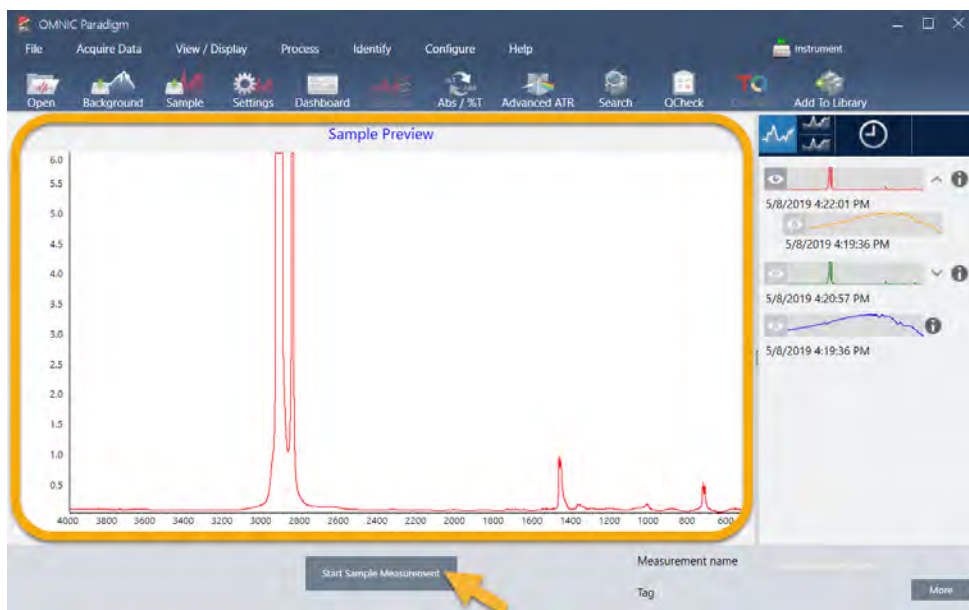 OMNIC Paradigm
File Acquire Data View / Display Process Identify Configure Help Instrument
Open Background Sample Settings Dashboard Abs / %T Advanced ATR Search QCheck Add To Library
Sample Preview
6.0
5.5
5.0
4.5
4.0
3.5
3.0
2.5
2.0
1.5
1.0
0.5
4000 3800 3600 3400 3200 3000 2800 2600 2400 2200 2000 1800 1600 1400 1200 1000 800 600
5/8/2019 4:22:01 PM
5/8/2019 4:19:36 PM
5/8/2019 4:20:57 PM
5/8/2019 4:19:36 PM
Start Sample Measurement
Measurement name
Tag
More